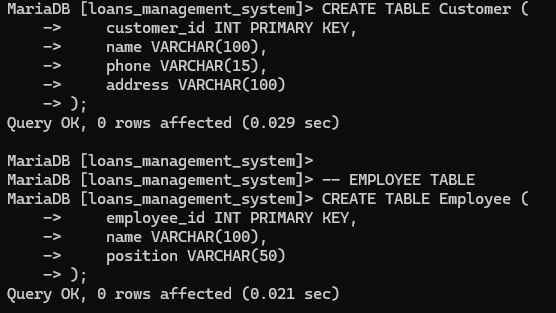 MariaDB [loans_management_system]> CREATE TABLE Customer (
    ->     customer_id INT PRIMARY KEY,
    ->     name VARCHAR(100),
    ->     phone VARCHAR(15),
    ->     address VARCHAR(100)
    -> );
Query OK, 0 rows affected (0.029 sec)

MariaDB [loans_management_system]>
MariaDB [loans_management_system]> -- EMPLOYEE TABLE
MariaDB [loans_management_system]> CREATE TABLE Employee (
    ->     employee_id INT PRIMARY KEY,
    ->     name VARCHAR(100),
    ->     position VARCHAR(50)
    -> );
Query OK, 0 rows affected (0.021 sec)